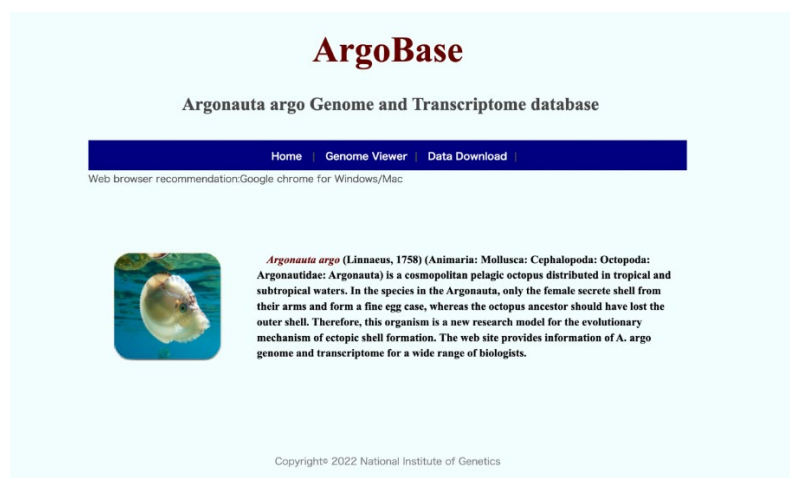 ArgoBase
Argonauta argo Genome and Transcriptome database
Home | Genome Viewer | Data Download |
Web browser recommendation:Google chrome for Windows/Mac
Argonauta argo (Linnaeus, 1758) (Animaria: Mollusca: Cephalopoda: Octopoda:
Argonautidae: Argonauta) is a cosmopolitan pelagic octopus distributed in tropical and
subtropical waters. In the species in the Argonauta, only the female secrete shell from
their arms and form a fine egg case, whereas the octopus ancestor should have lost the
outer shell. Therefore, this organism is a new research model for the evolutionary
mechanism of ectopic shell formation. The web site provides information of A. argo
genome and transcriptome for a wide range of biologists.
Copyright© 2022 National Institute of Genetics